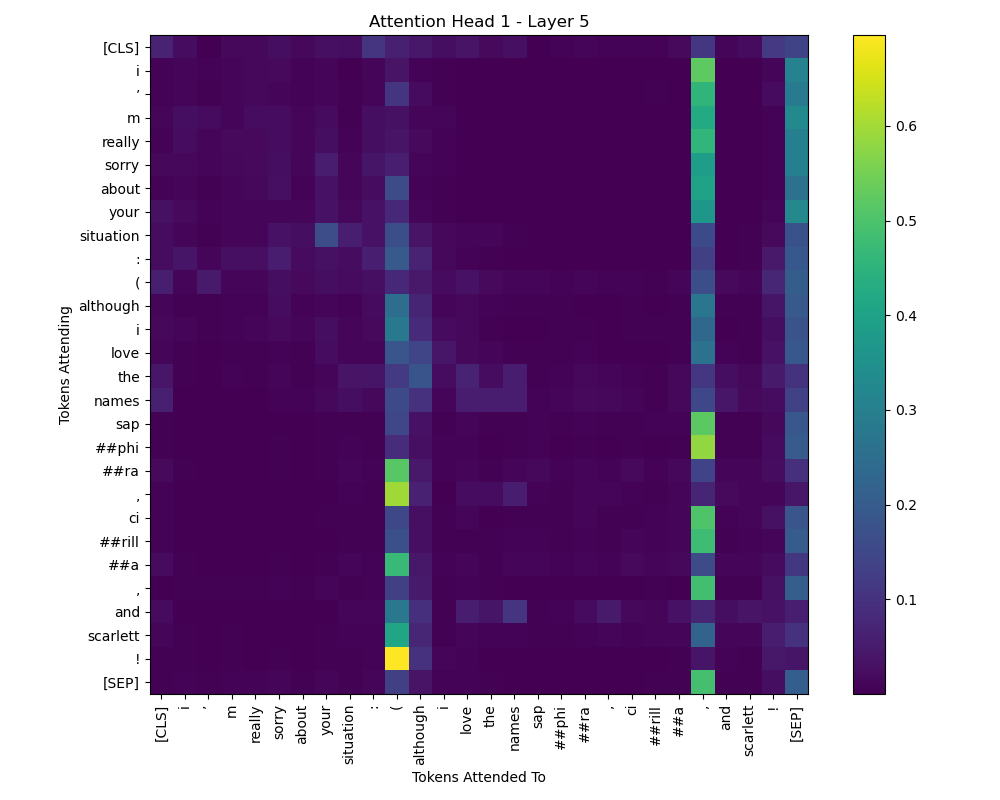 Attention Head 1 - Layer 5
Tokens Attending
[CLS]
i
’
m
really
sorry
about
your
situation
:
(
although
i
love
the
names
sap
##phi
##ra
,
ci
##rill
##a
,
and
scarlett
!
[SEP]
[CLS]
i
’
m
really
sorry
about
your
situation
:
(
although
i
love
the
names
sap
##phi
##ra
,
ci
##rill
##a
,
and
scarlett
!
[SEP]
Tokens Attended To
0.6
0.5
0.4
0.3
0.2
0.1